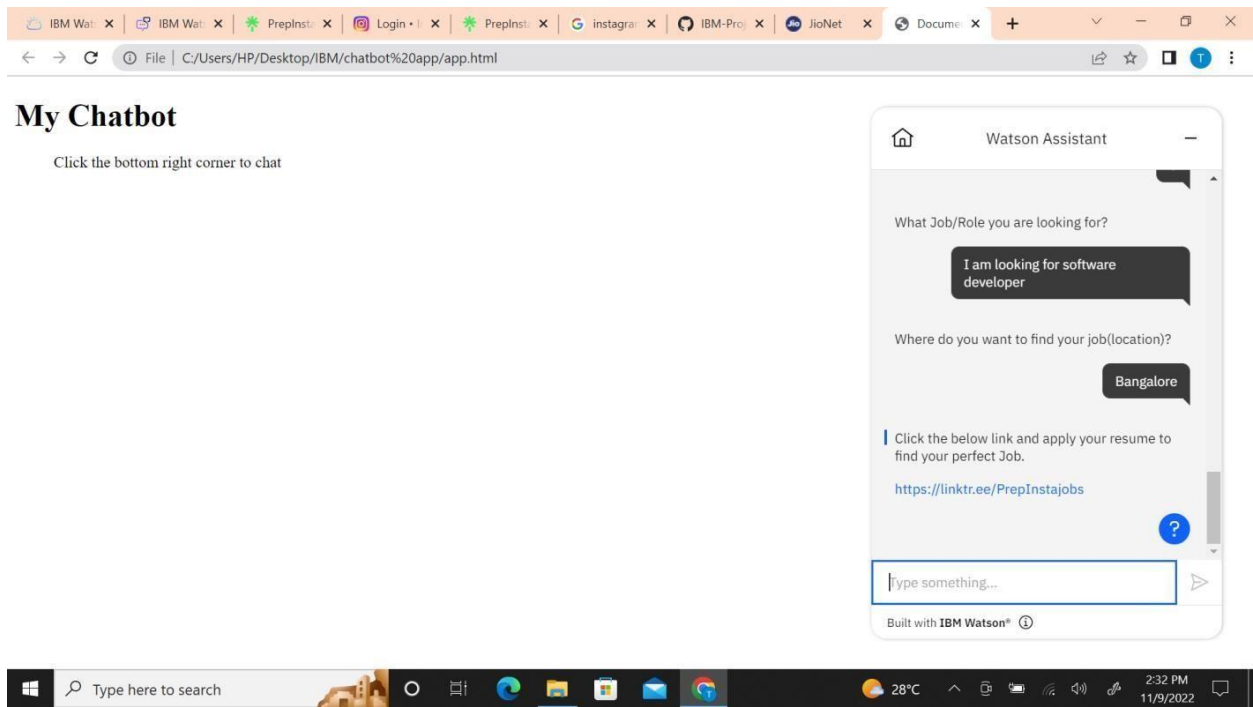 IBM Wat
IBM Wat
PrepInsta
Login • I
PrepInsta
instagrar
IBM-Proj
Jio
JioNet
Docume
File | C:/Users/HP/Desktop/IBM/chatbot%20app/app.html
T
My Chatbot
Click the bottom right corner to chat
Watson Assistant
What Job/Role you are looking for?
I am looking for software
developer
Where do you want to find your job(location)?
Bangalore
Click the below link and apply your resume to
find your perfect Job.
https://linktr.ee/PrepInstajobs
?
Type something...
Built with IBM Watson®
Type here to search
28°C
2:32 PM
11/9/2022